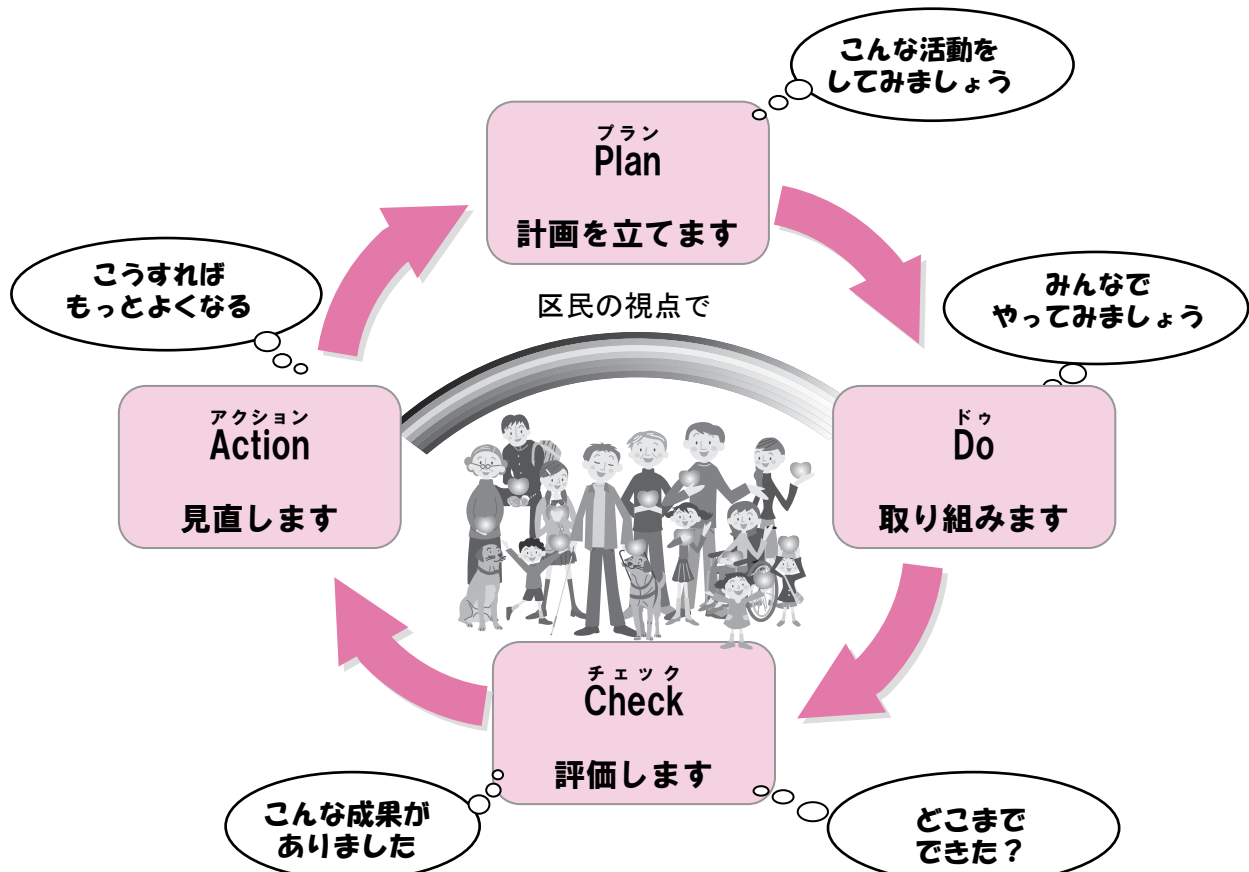 こんな活動を
してみましょう
プラン
Plan
計画を立てます
こうすれば
もっとよくなる
区民の視点で
みんなで
やってみましょう
アクション
Action
見直します
ドゥ
Do
取り組みます
チェック
Check
評価します
こんな成果が
ありました
どこまで
できた？